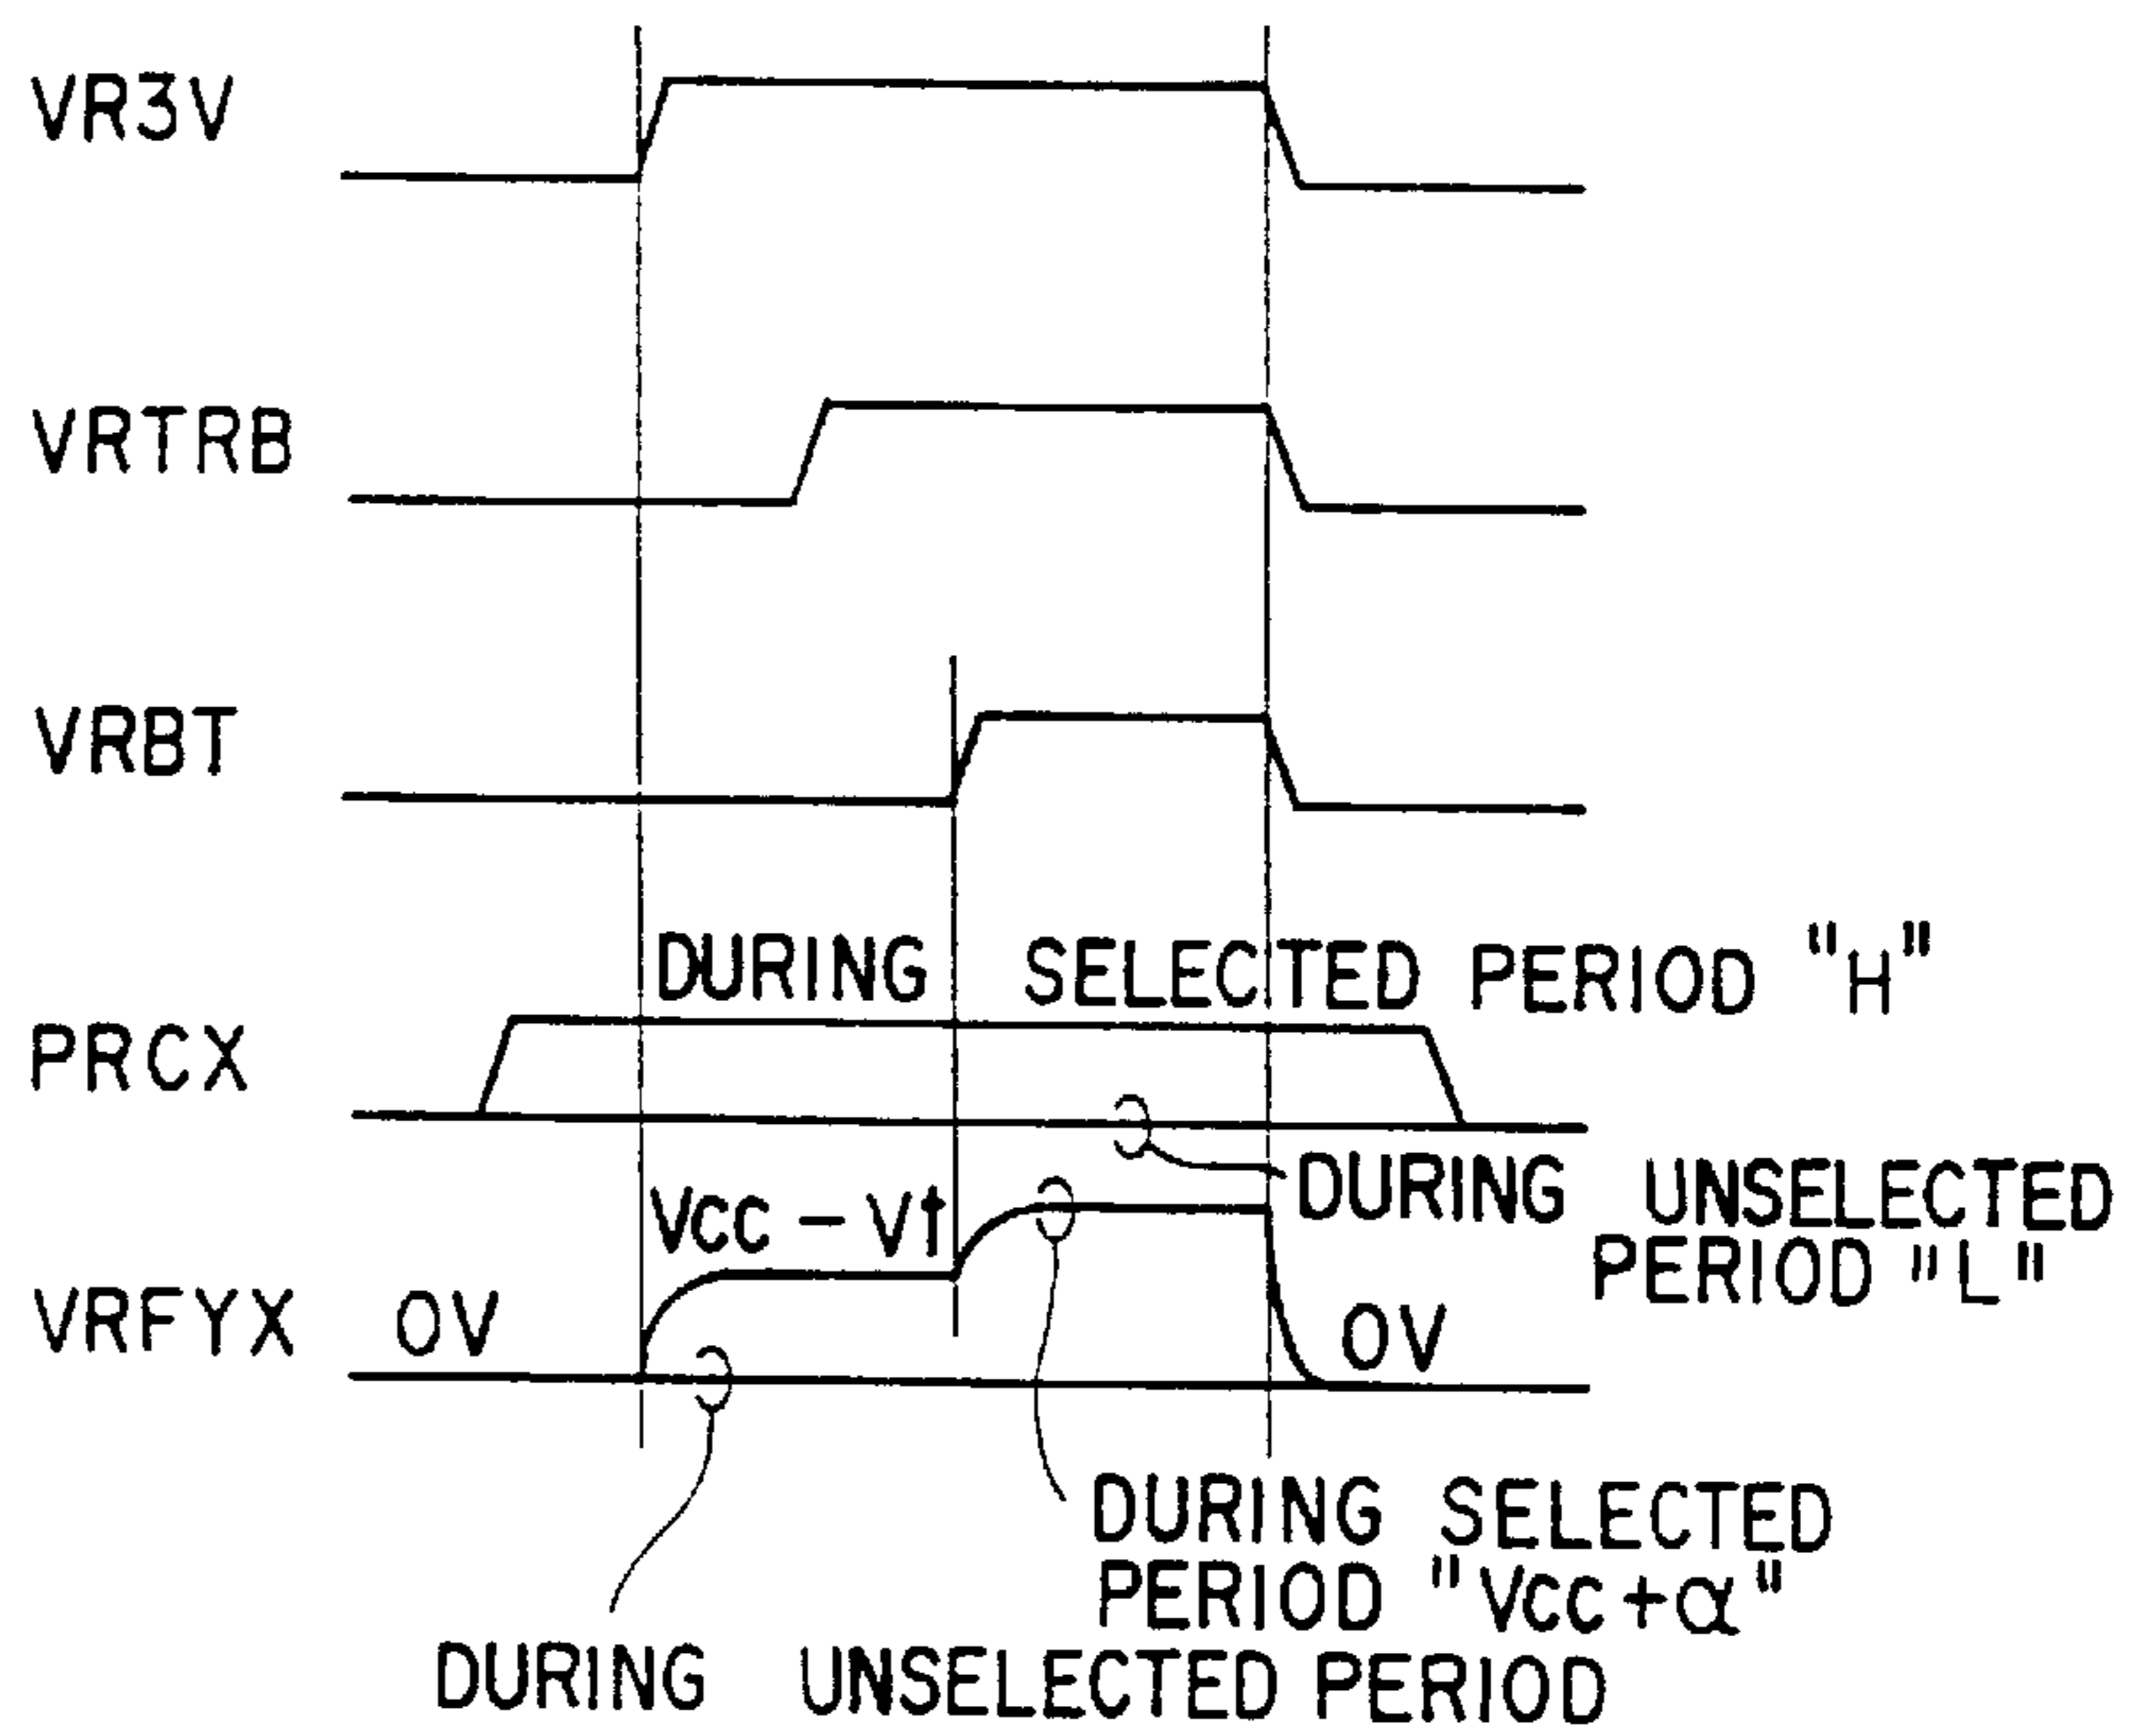 VR3V
VRTRB
VRBT
DURING SELECTED PERIOD "H"
PRCX
DURING UNSELECTED
PERIOD "L"
Vcc - Vt
VRFYX 0V
0V
DURING SELECTED
PERIOD "Vcc+α"
DURING UNSELECTED PERIOD